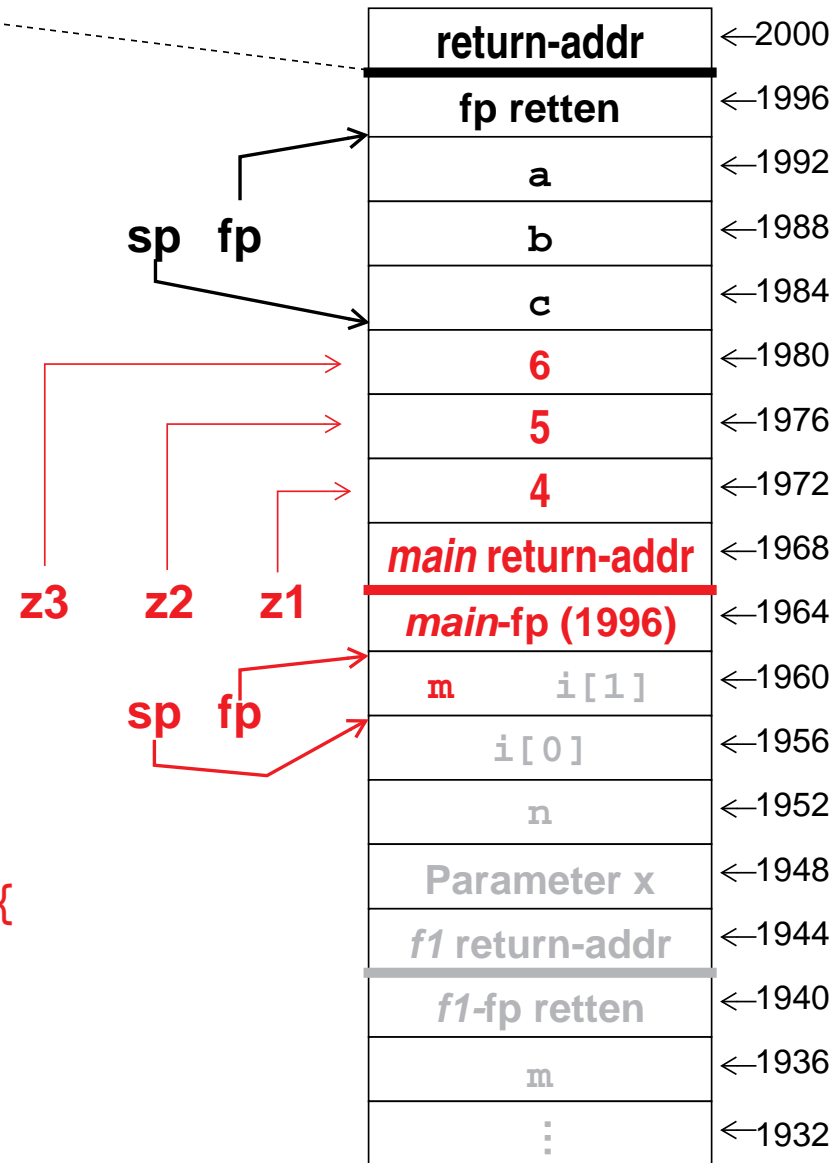 return-addr ←2000
fp retten ←1996
a ←1992
sp fp b ←1988
c ←1984
6 ←1980
5 ←1976
4 ←1972
main return-addr ←1968
z3 z2 z1 main-fp (1996) ←1964
m i[1] ←1960
sp fp i[0] ←1956
n ←1952
Parameter x ←1948
{ f1 return-addr ←1944
f1-fp retten ←1940
m ←1936
⋮ ←1932